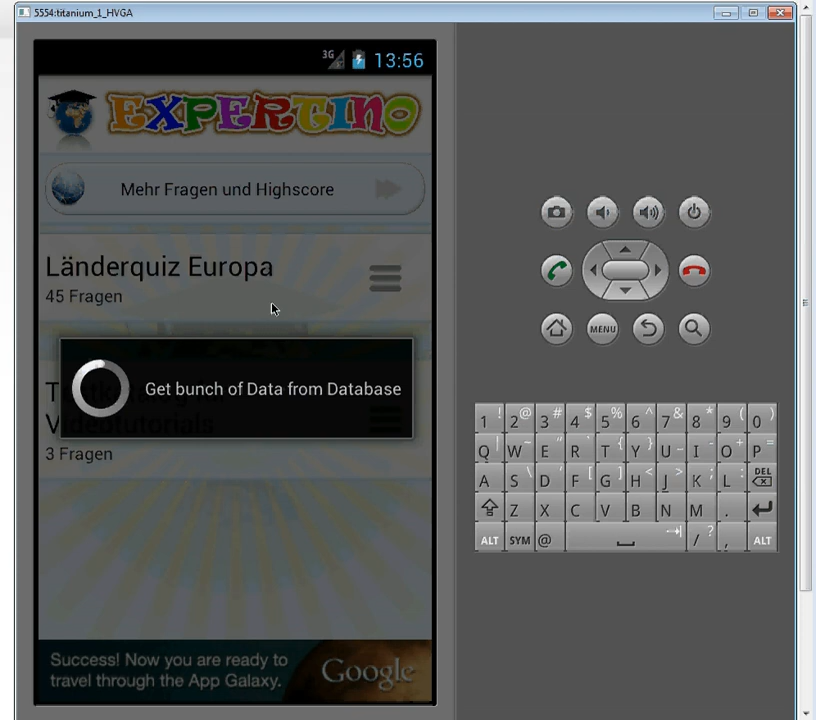 5554:titanium_1_HVGA
3G 13:56
EXPERTINO
Mehr Fragen und Highscore
Länderquiz Europa
45 Fragen
Get bunch of Data from Database
Videotutorials
3 Fragen
Success! Now you are ready to
travel through the App Galaxy.
Google
MENU
1 ! 2 @ 3 # 4 $ 5 % 6 ^ 7 & 8 * 9 ( 0 )
Q | W ~ E " R ` T { Y } U _ I - O + P =
A S \ D ' F [ G ] H < J > K ; L : DEL
Z X C V B N M .
ALT SYM @ / ? , ALT